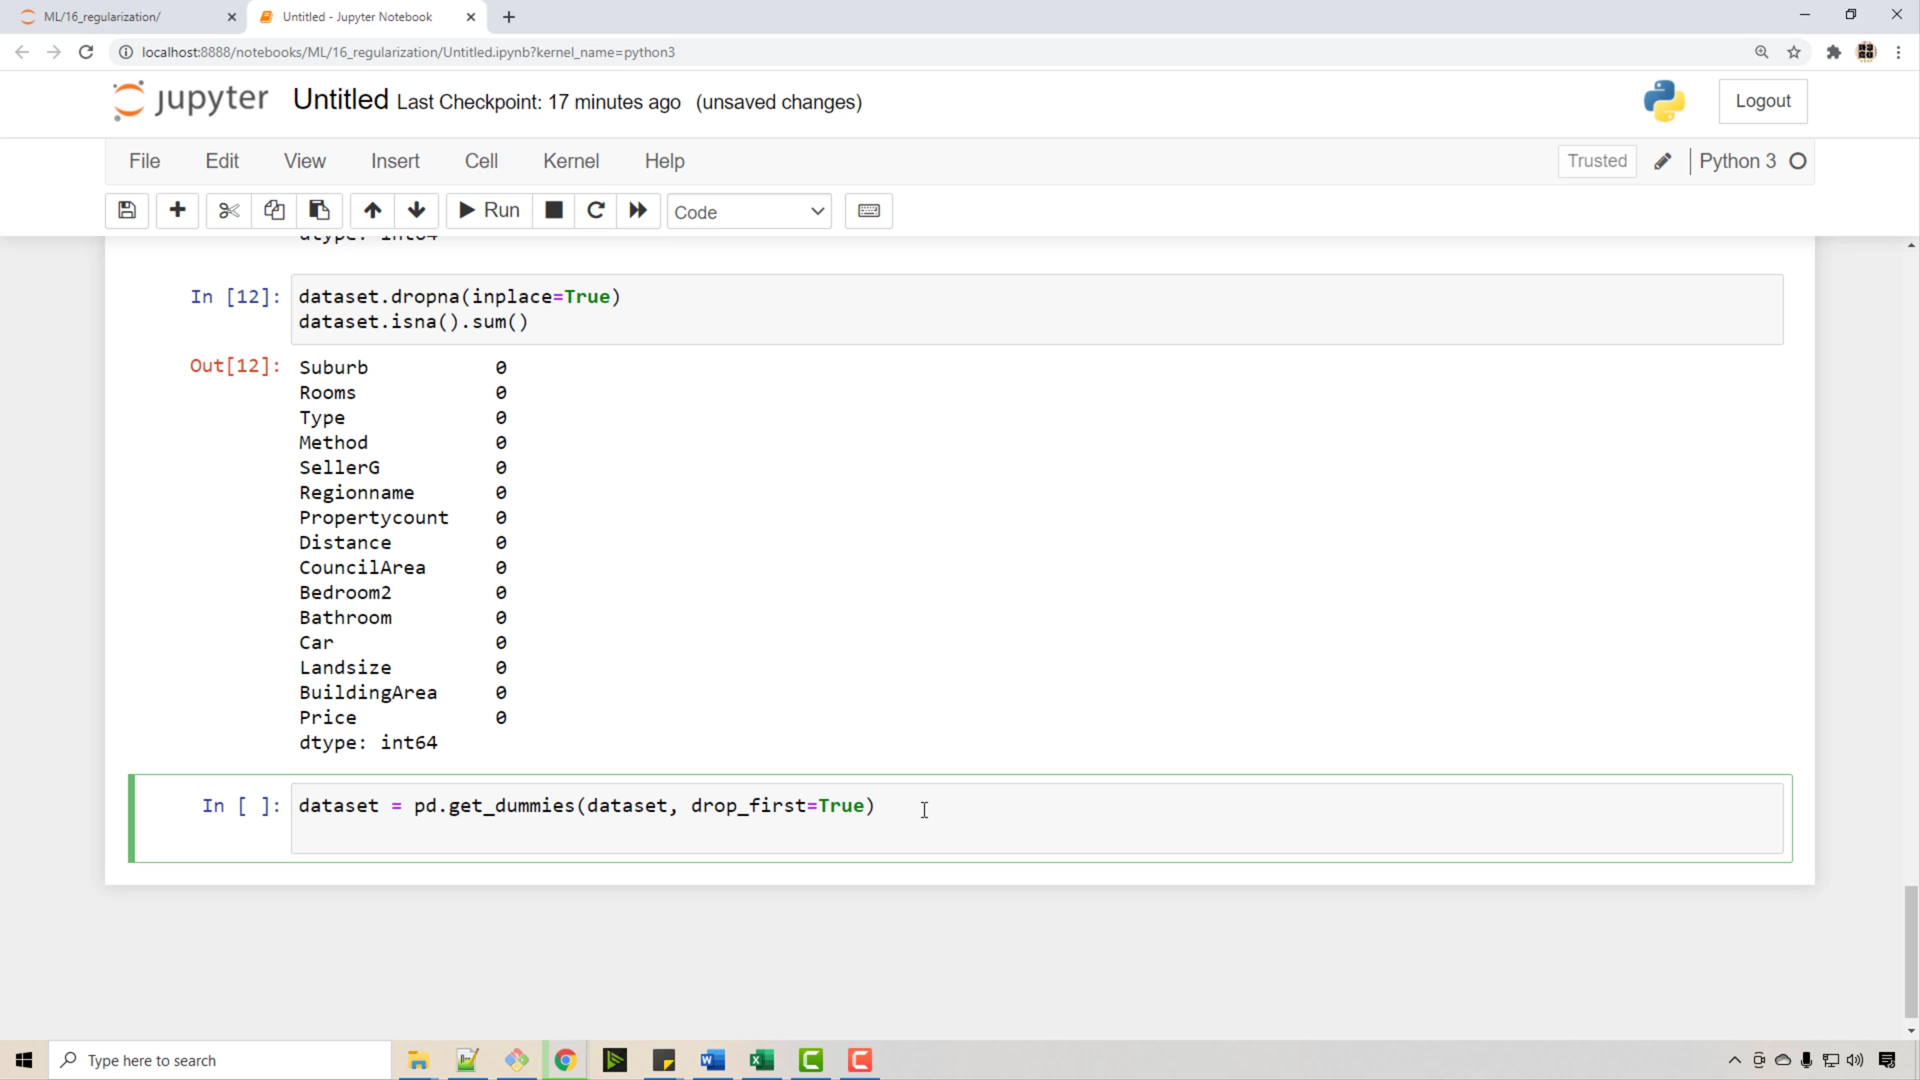 ML/16_regularization/
Untitled - Jupyter Notebook
localhost:8888/notebooks/ML/16_regularization/Untitled.ipynb?kernel_name=python3
jupyter Untitled Last Checkpoint: 17 minutes ago (unsaved changes)
Logout
File Edit View Insert Cell Kernel Help
Trusted Python 3
Run Code
dtype: int64
In [12]: dataset.dropna(inplace=True)
dataset.isna().sum()
Out[12]: Suburb 0
Rooms 0
Type 0
Method 0
SellerG 0
Regionname 0
Propertycount 0
Distance 0
CouncilArea 0
Bedroom2 0
Bathroom 0
Car 0
Landsize 0
BuildingArea 0
Price 0
dtype: int64
In [ ]: dataset = pd.get_dummies(dataset, drop_first=True)
Type here to search